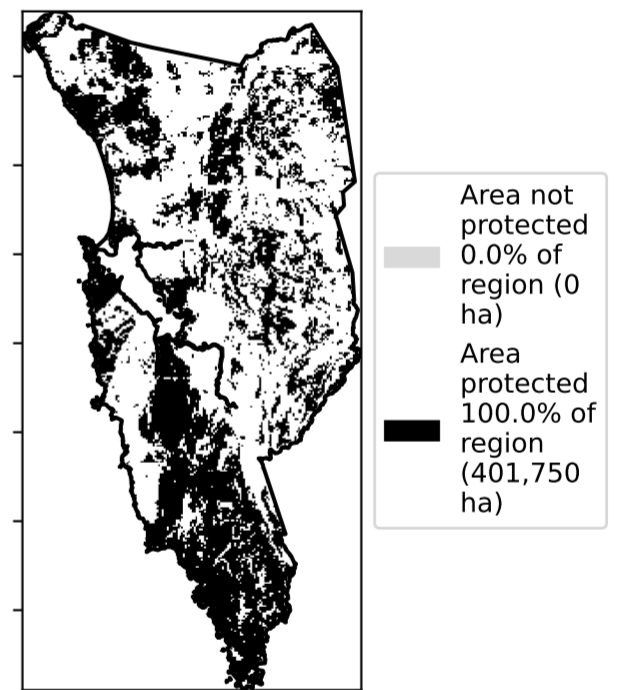 Area not
protected
0.0% of
region (0
ha)
Area
protected
100.0% of
region
(401,750
ha)